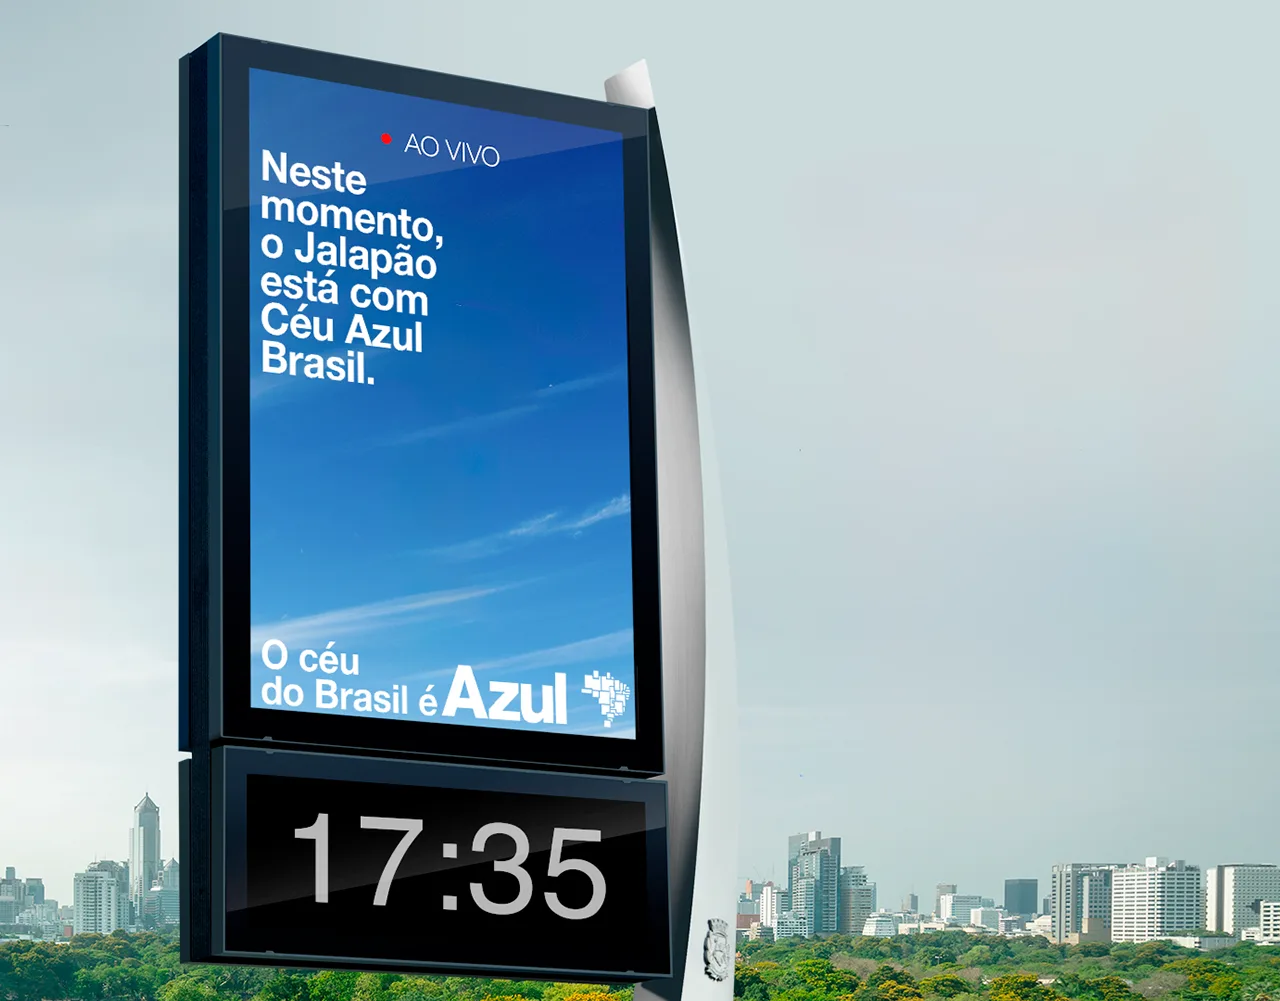 AO VIVO
Neste
momento,
o Jalapão
está com
Céu Azul
Brasil.
O céu
do Brasil é Azul
17:35